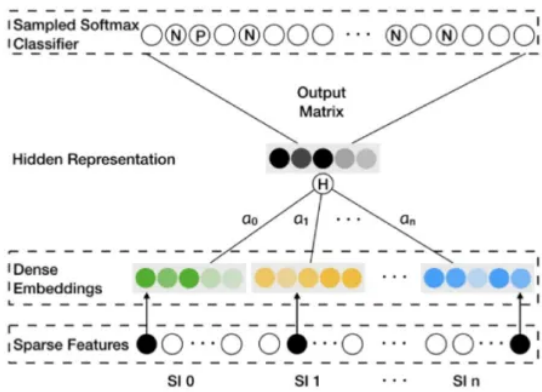 Sampled Softmax
Classifier
N P N ... N N
Output
Matrix
Hidden Representation
H
a0 a1 ... an
Dense
Embeddings
...
Sparse Features ... ... ... ...
SI 0 SI 1 ... SI n